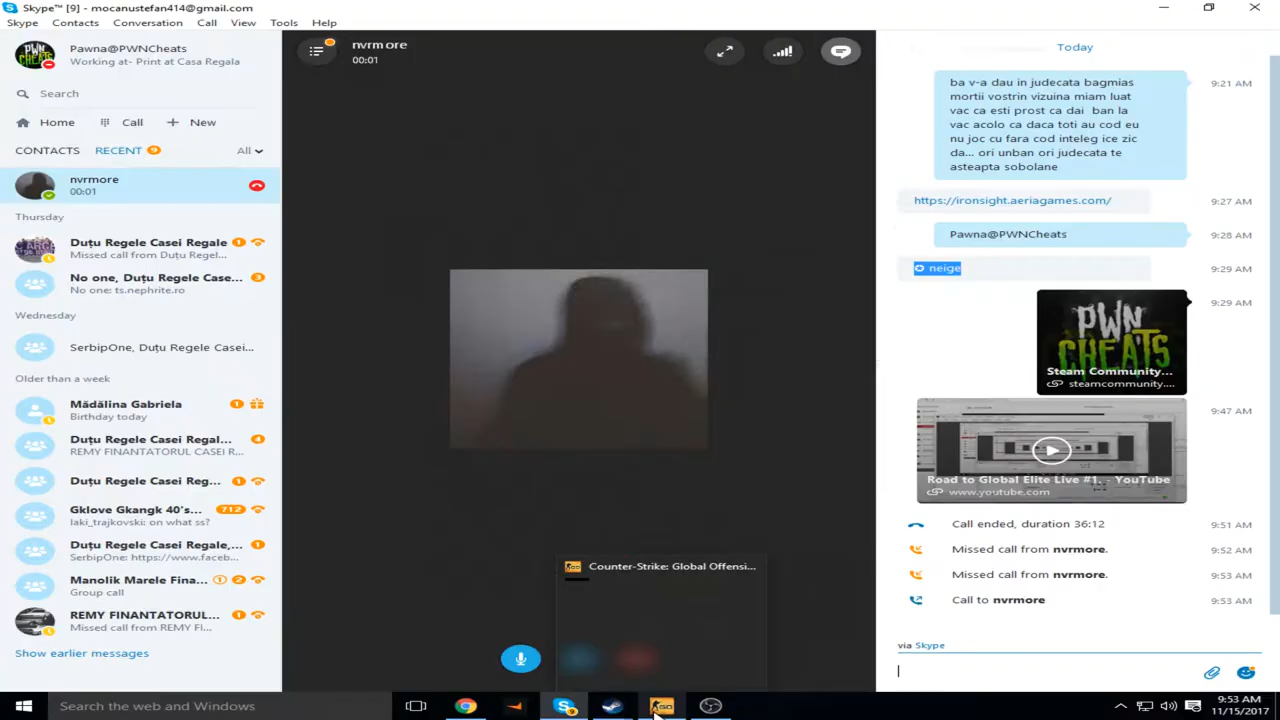 Skype™ [9] - mocanustefan414@gmail.com
Skype Contacts Conversation Call View Tools Help
Pawna@PWNCheats
Working at- Print at Casa Regala
Search
Home Call New
CONTACTS RECENT 9 All
nvrmore
00:01
Thursday
Duțu Regele Casei Regale 1
Missed call from Duțu Regel...
No one, Duțu Regele Case... 3
No one: ts.nephrite.ro
Wednesday
SerbipOne, Duțu Regele Casei...
Older than a week
Mădălina Gabriela 1
Birthday today
Duțu Regele Casei Regal... 4
REMY FINANTATORUL CASEI R...
Duțu Regele Casei Reg... 1
Gklove Gkangk 40's... 712
laki_trajkovski: on what ss?
Duțu Regele Casei Regale,... 1
SerbipOne: https://www.faceb...
Manolik Marele Fina... 1 2
Group call
REMY FINANTATORUL... 1
Missed call from REMY FI...
Show earlier messages
nvrmore
00:01
Counter-Strike: Global Offensi...
Today
ba v-a dau in judecata bagmias
mortii vostrin vizuina miam luat
vac ca esti prost ca dai ban la
vac acolo ca daca toti au cod eu
nu joc cu fara cod inteleg ice zic
da... ori unban ori judecata te
asteapta sobolane
9:21 AM
https://ironsight.aeriagames.com/ 9:27 AM
Pawna@PWNCheats 9:28 AM
neige 9:29 AM
PWN
CHEATS
Steam Community...
steamcommunity....
9:29 AM
Road to Global Elite Live #1. - YouTube
www.youtube.com
9:47 AM
Call ended, duration 36:12 9:51 AM
Missed call from nvrmore. 9:52 AM
Missed call from nvrmore. 9:53 AM
Call to nvrmore 9:53 AM
via Skype
Search the web and Windows
9:53 AM
11/15/2017